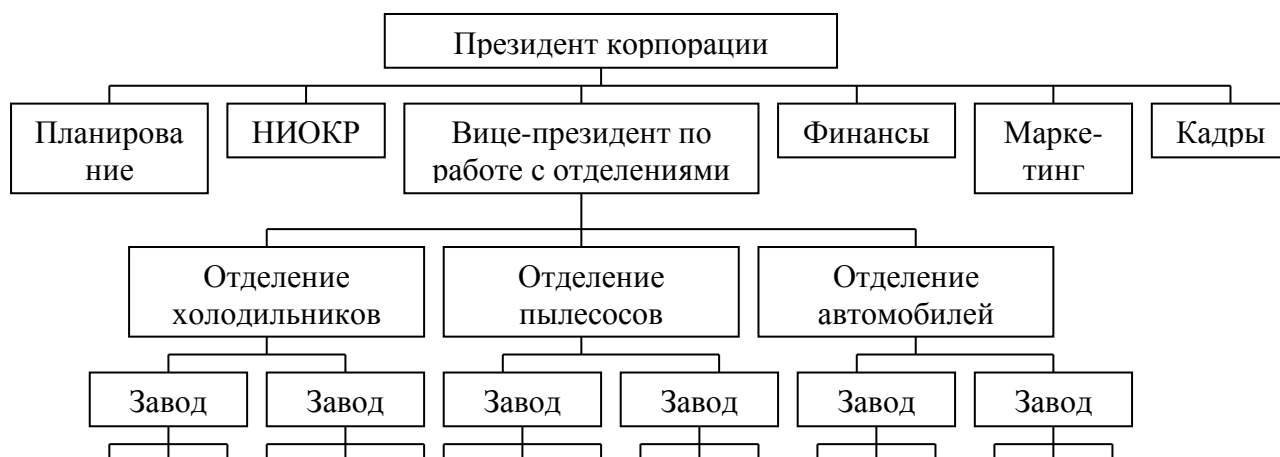 Президент корпорации
Планирова
ние
НИОКР
Вице-президент по
работе с отделениями
Финансы
Марке-
тинг
Кадры
Отделение
холодильников
Отделение
пылесосов
Отделение
автомобилей
Завод
Завод
Завод
Завод
Завод
Завод